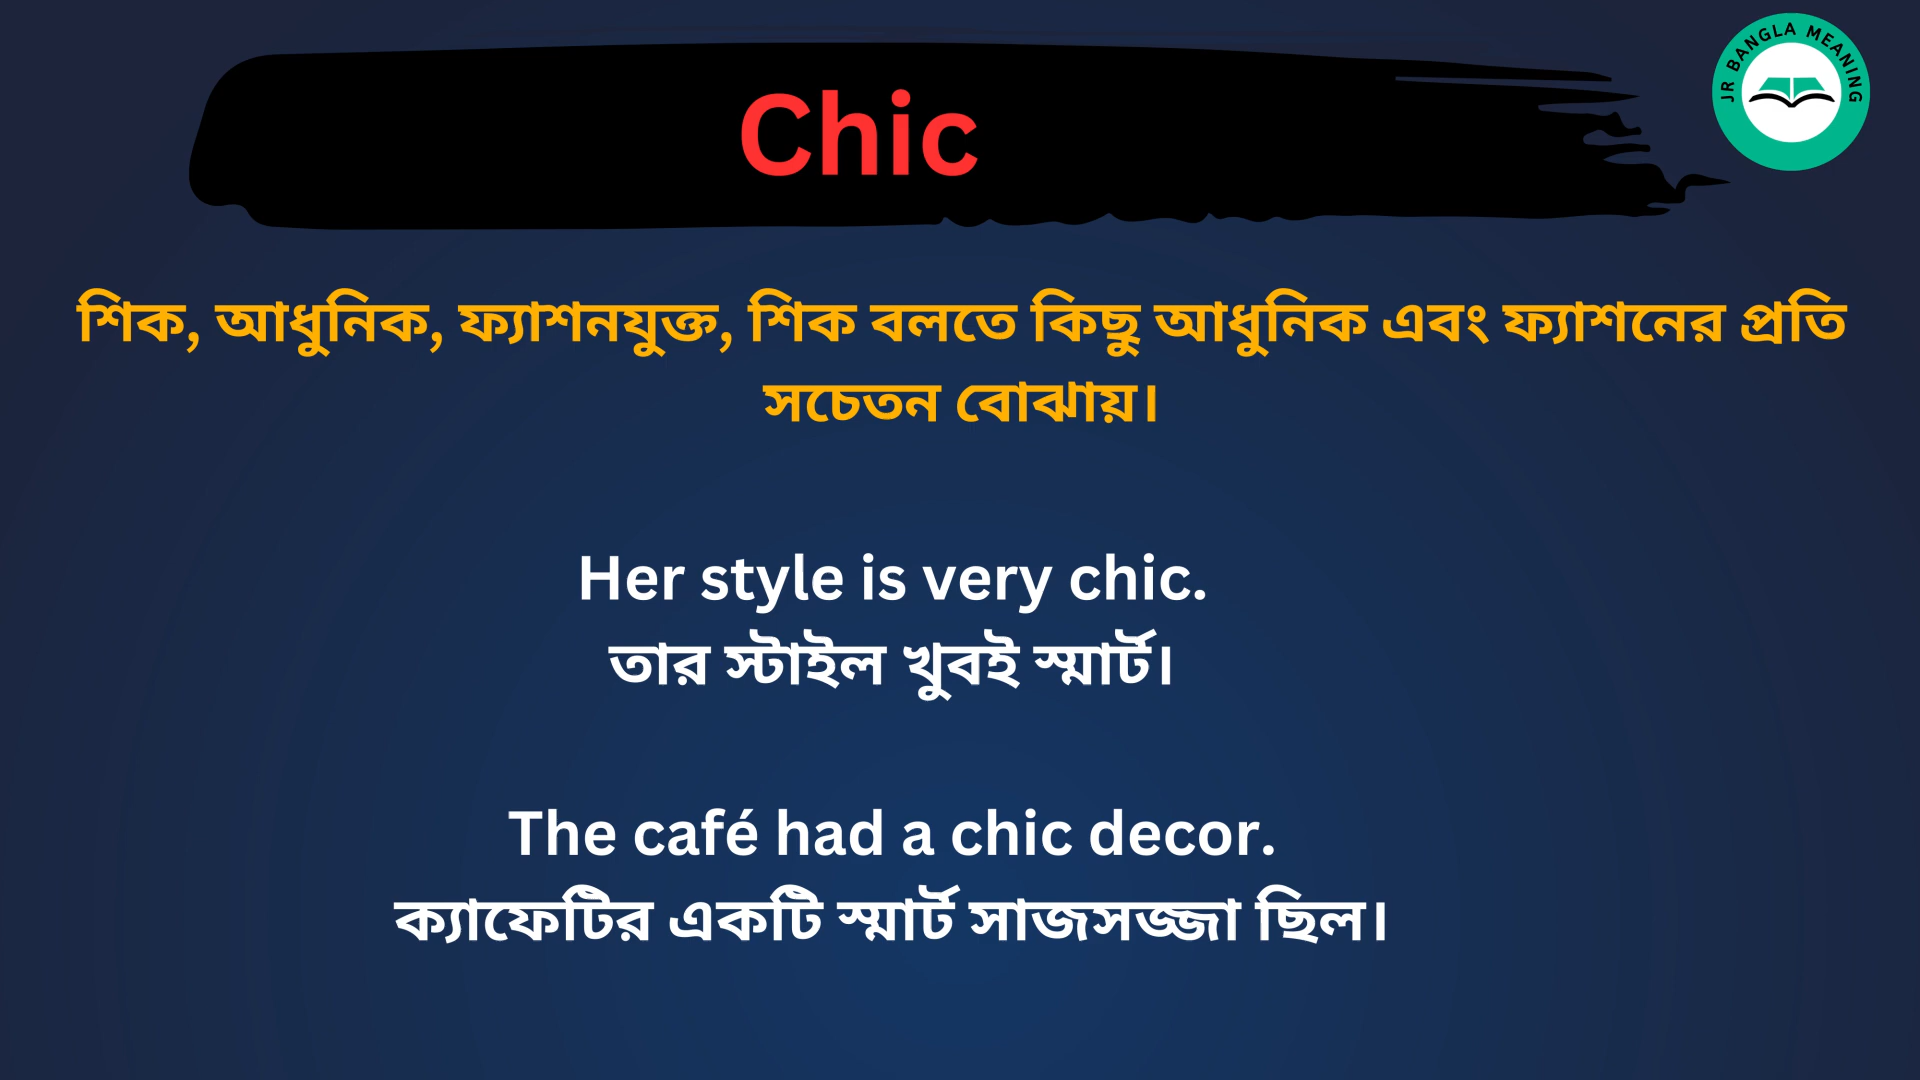 JR BANGLA MEANING
Chic
শিক, আধুনিক, ফ্যাশনযুক্ত, শিক বলতে কিছু আধুনিক এবং ফ্যাশনের প্রতি
সচেতন বোঝায়।
Her style is very chic.
তার স্টাইল খুবই স্মার্ট।
The café had a chic decor.
ক্যাফেটির একটি স্মার্ট সাজসজ্জা ছিল।